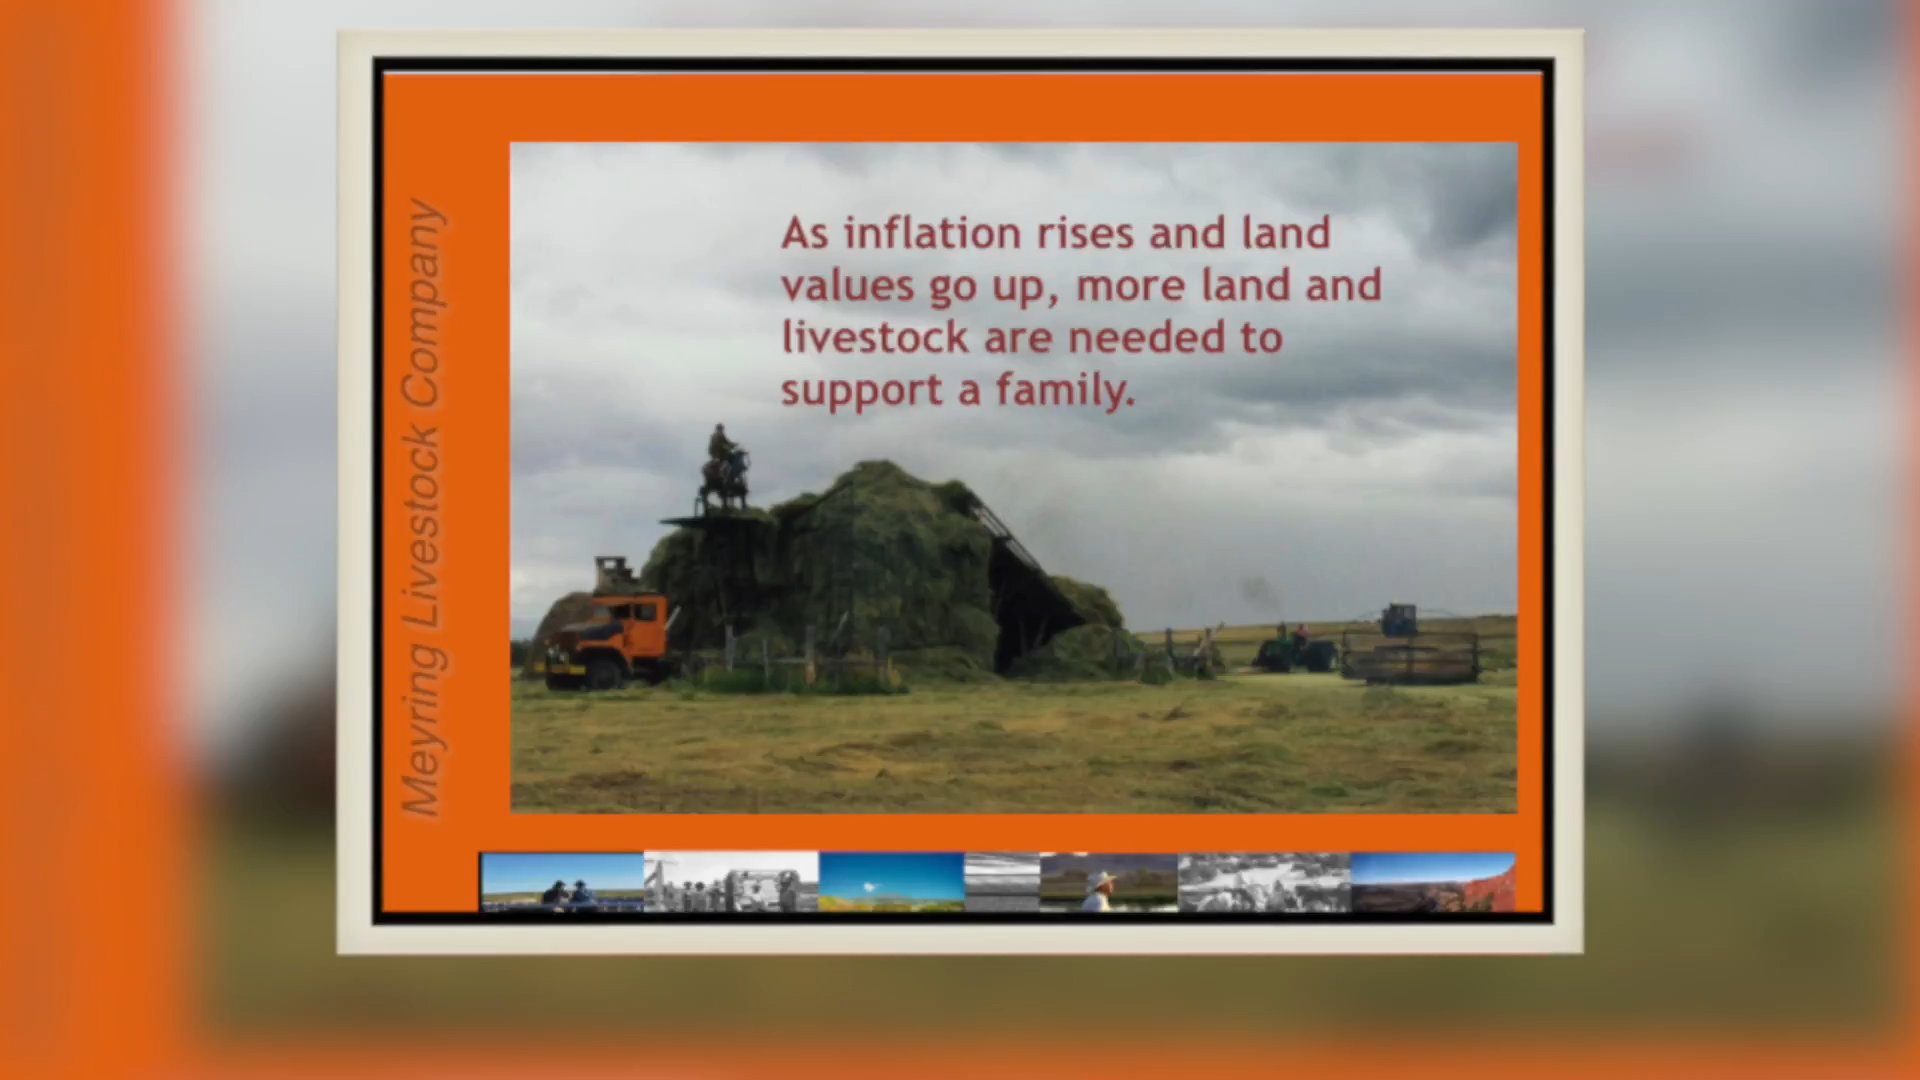 Meyring Livestock Company
As inflation rises and land
values go up, more land and
livestock are needed to
support a family.